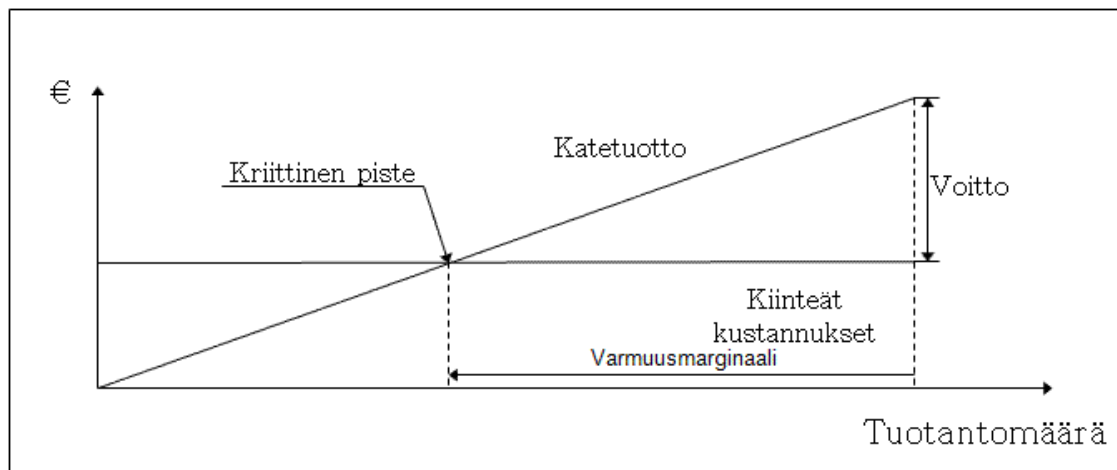 €
Katetuotto
Kriittinen piste
Voitto
Kiinteät
kustannukset
Varmuusmarginaali
Tuotantomäärä